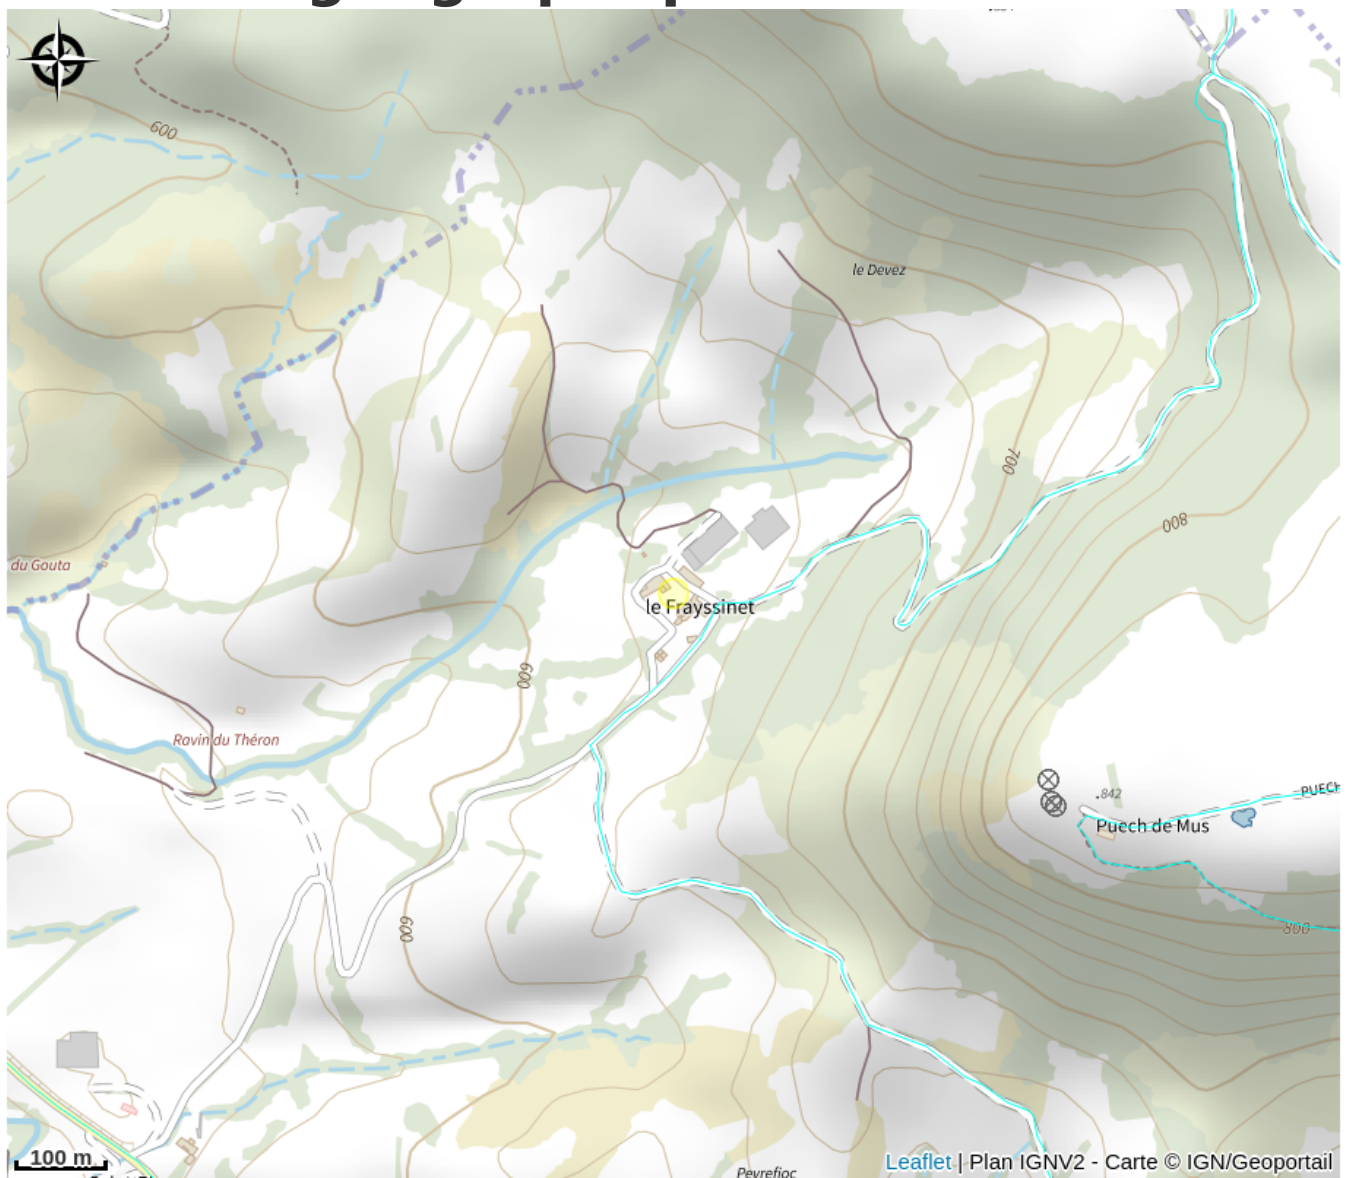 600
le Devez
700
800
du Gouta
le Frayssinet
600
Ravin du Théron
842
PUECH
Puech de Mus
600
800
100 m
Leaflet | Plan IGNV2 - Carte © IGN/Geoportail
Peyrefioc